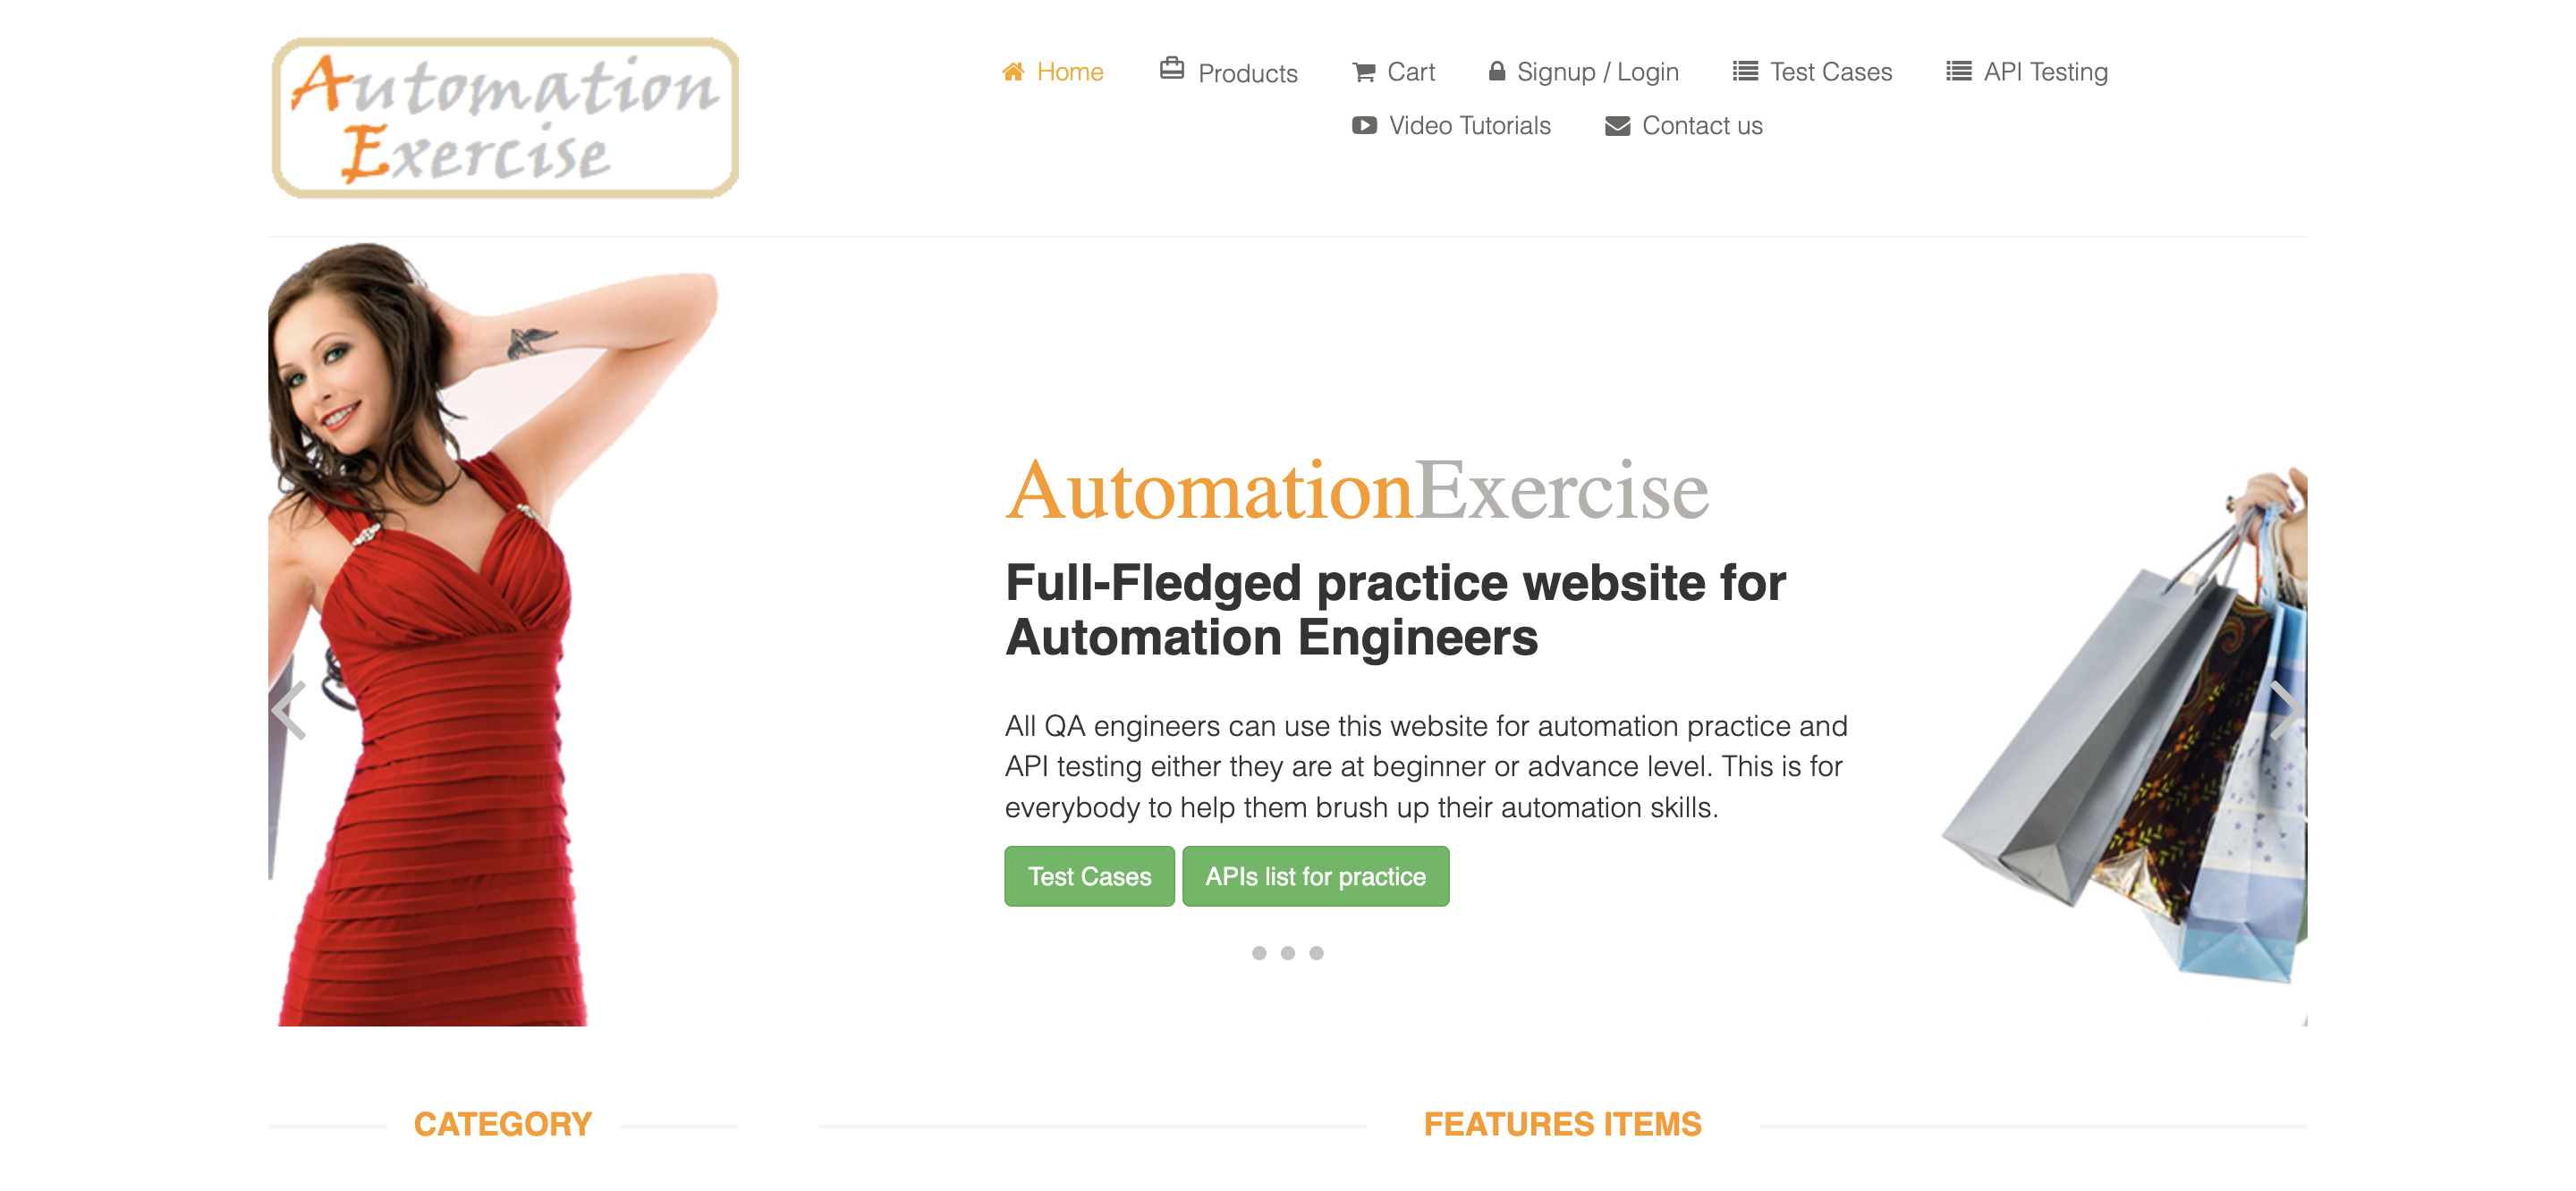 Automation
Exercise
Home Products Cart Signup / Login Test Cases API Testing
Video Tutorials Contact us
AutomationExercise
Full-Fledged practice website for
Automation Engineers
All QA engineers can use this website for automation practice and
API testing either they are at beginner or advance level. This is for
everybody to help them brush up their automation skills.
Test Cases APIs list for practice
CATEGORY
FEATURES ITEMS